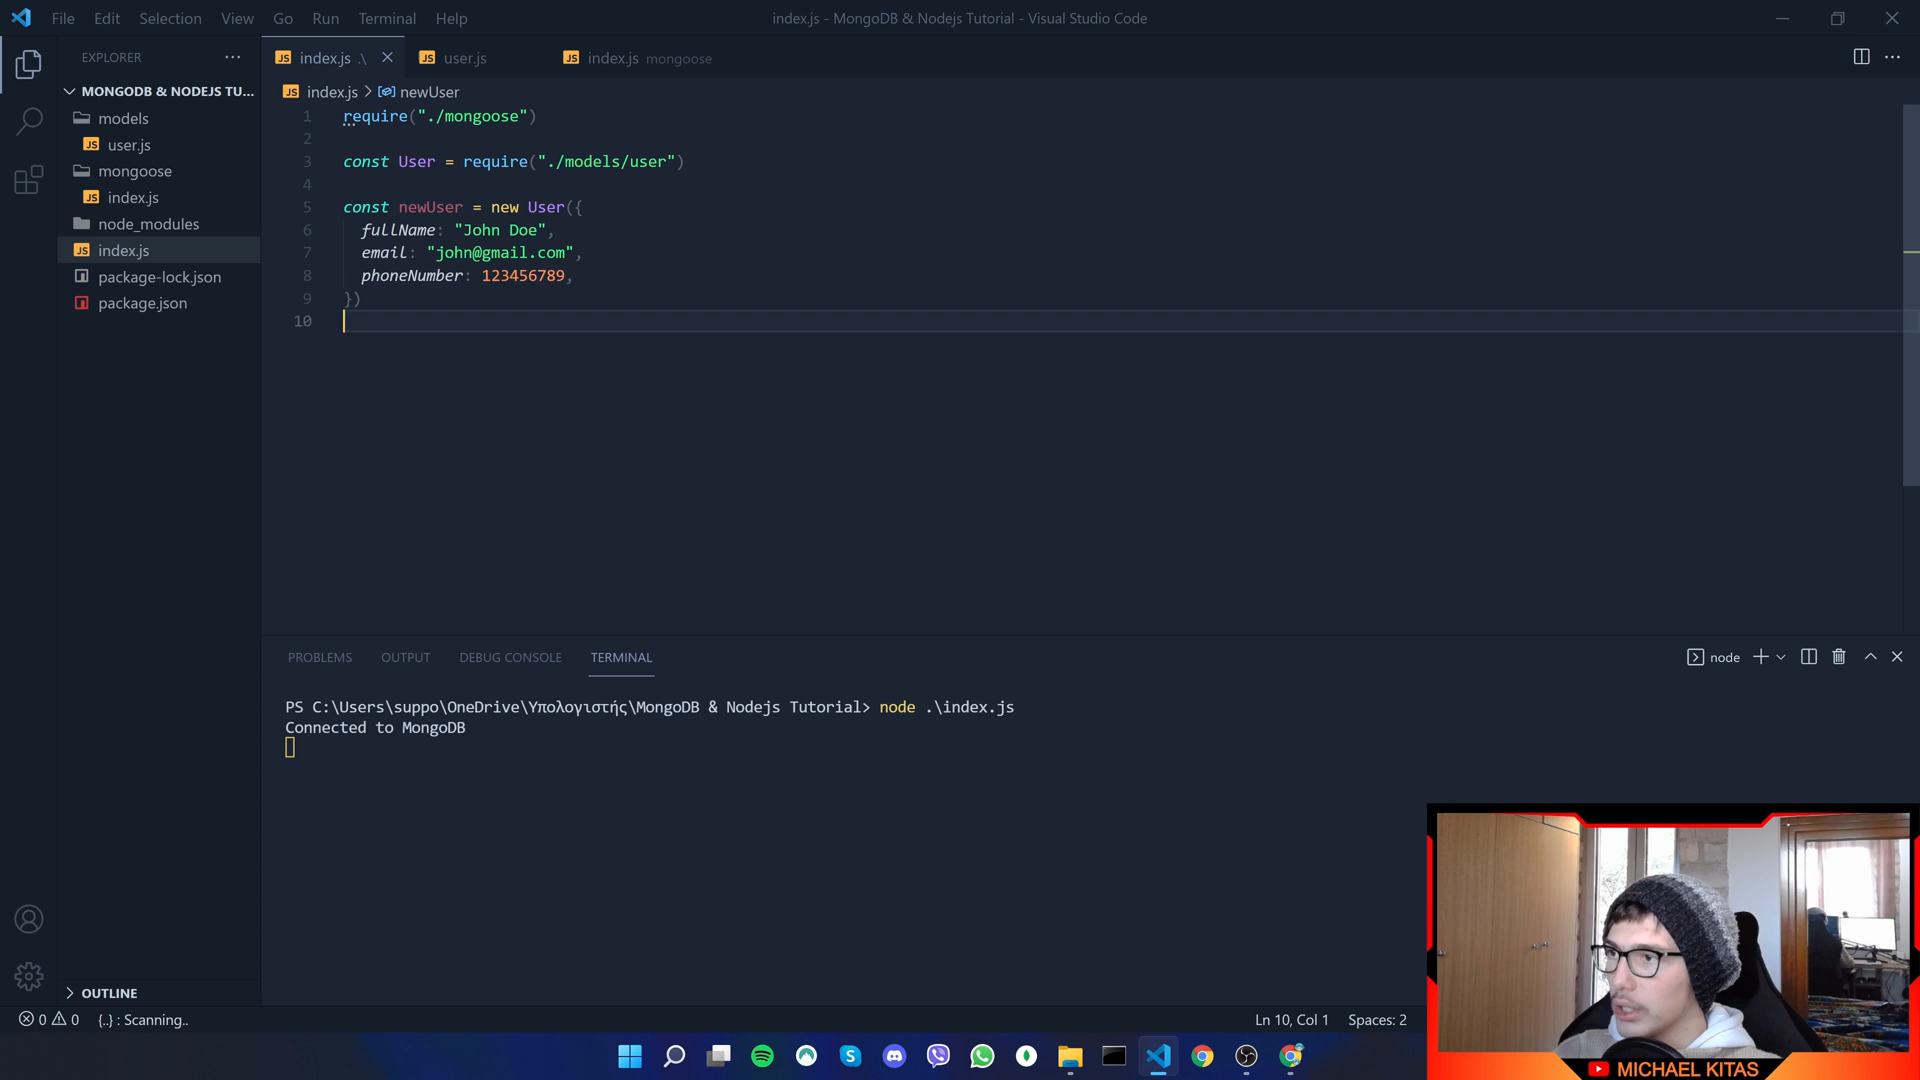 File Edit Selection View Go Run Terminal Help
index.js - MongoDB & Nodejs Tutorial - Visual Studio Code
EXPLORER
MONGODB & NODEJS TU...
models
JS user.js
mongoose
JS index.js
node_modules
JS index.js
package-lock.json
package.json
OUTLINE
JS index.js .\
JS user.js
JS index.js mongoose
JS index.js > newUser
1 require("./mongoose")
2
3 const User = require("./models/user")
4
5 const newUser = new User({
6 fullName: "John Doe",
7 email: "john@gmail.com",
8 phoneNumber: 123456789,
9 })
10
PROBLEMS OUTPUT DEBUG CONSOLE TERMINAL
node
PS C:\Users\suppo\OneDrive\Υπολογιστής\MongoDB & Nodejs Tutorial> node .\index.js
Connected to MongoDB
0 0 {..} : Scanning..
Ln 10, Col 1 Spaces: 2
MICHAEL KITAS